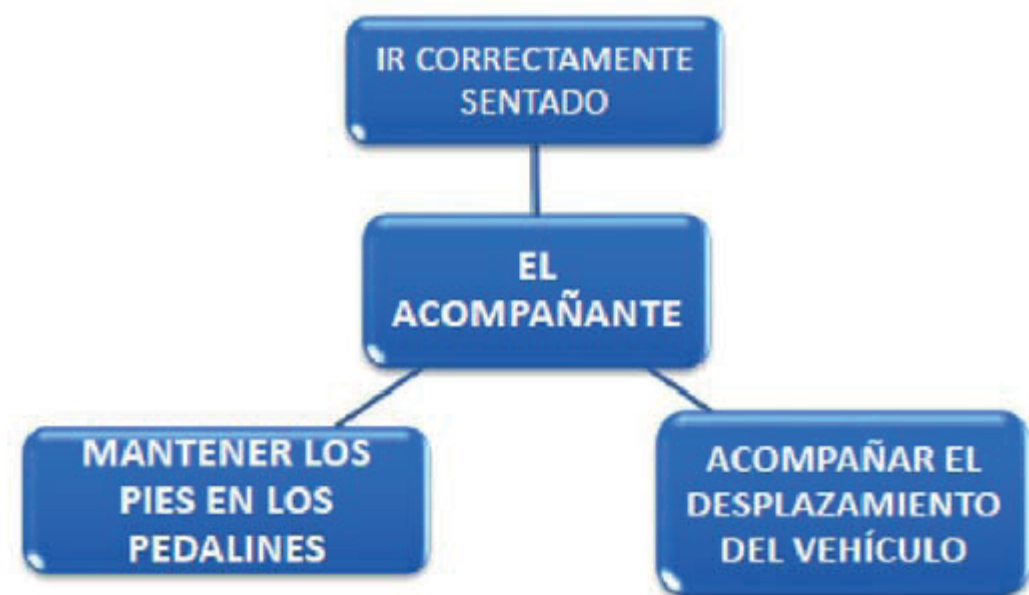 IR CORRECTAMENTE
SENTADO
EL
ACOMPAÑANTE
MANTENER LOS
PIES EN LOS
PEDALINES
ACOMPAÑAR EL
DESPLAZAMIENTO
DEL VEHÍCULO